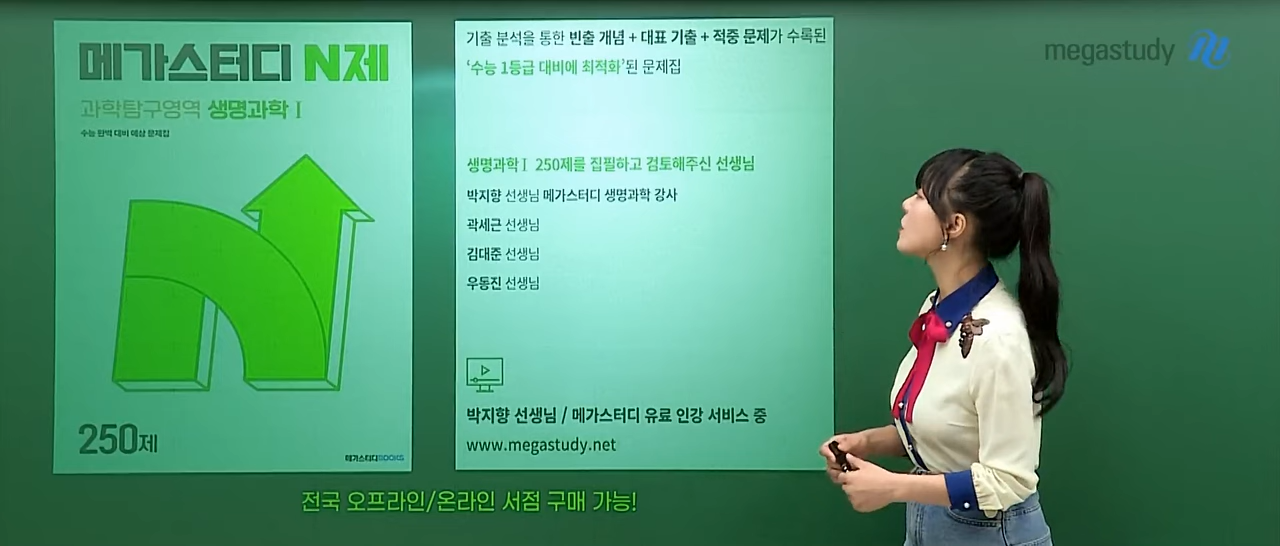 메가스터디 N제
과학탐구영역 생명과학 I
수능 완벽 대비 예상 문제집
250제
메가스터디BOOKS
기출 분석을 통한 빈출 개념 + 대표 기출 + 적중 문제가 수록된
‘수능 1등급 대비에 최적화’된 문제집
생명과학 I 250제를 집필하고 검토해주신 선생님
박지향 선생님 메가스터디 생명과학 강사
곽세근 선생님
김대준 선생님
우동진 선생님
박지향 선생님 / 메가스터디 유료 인강 서비스 중
www.megastudy.net
전국 오프라인/온라인 서점 구매 가능!
megastudy